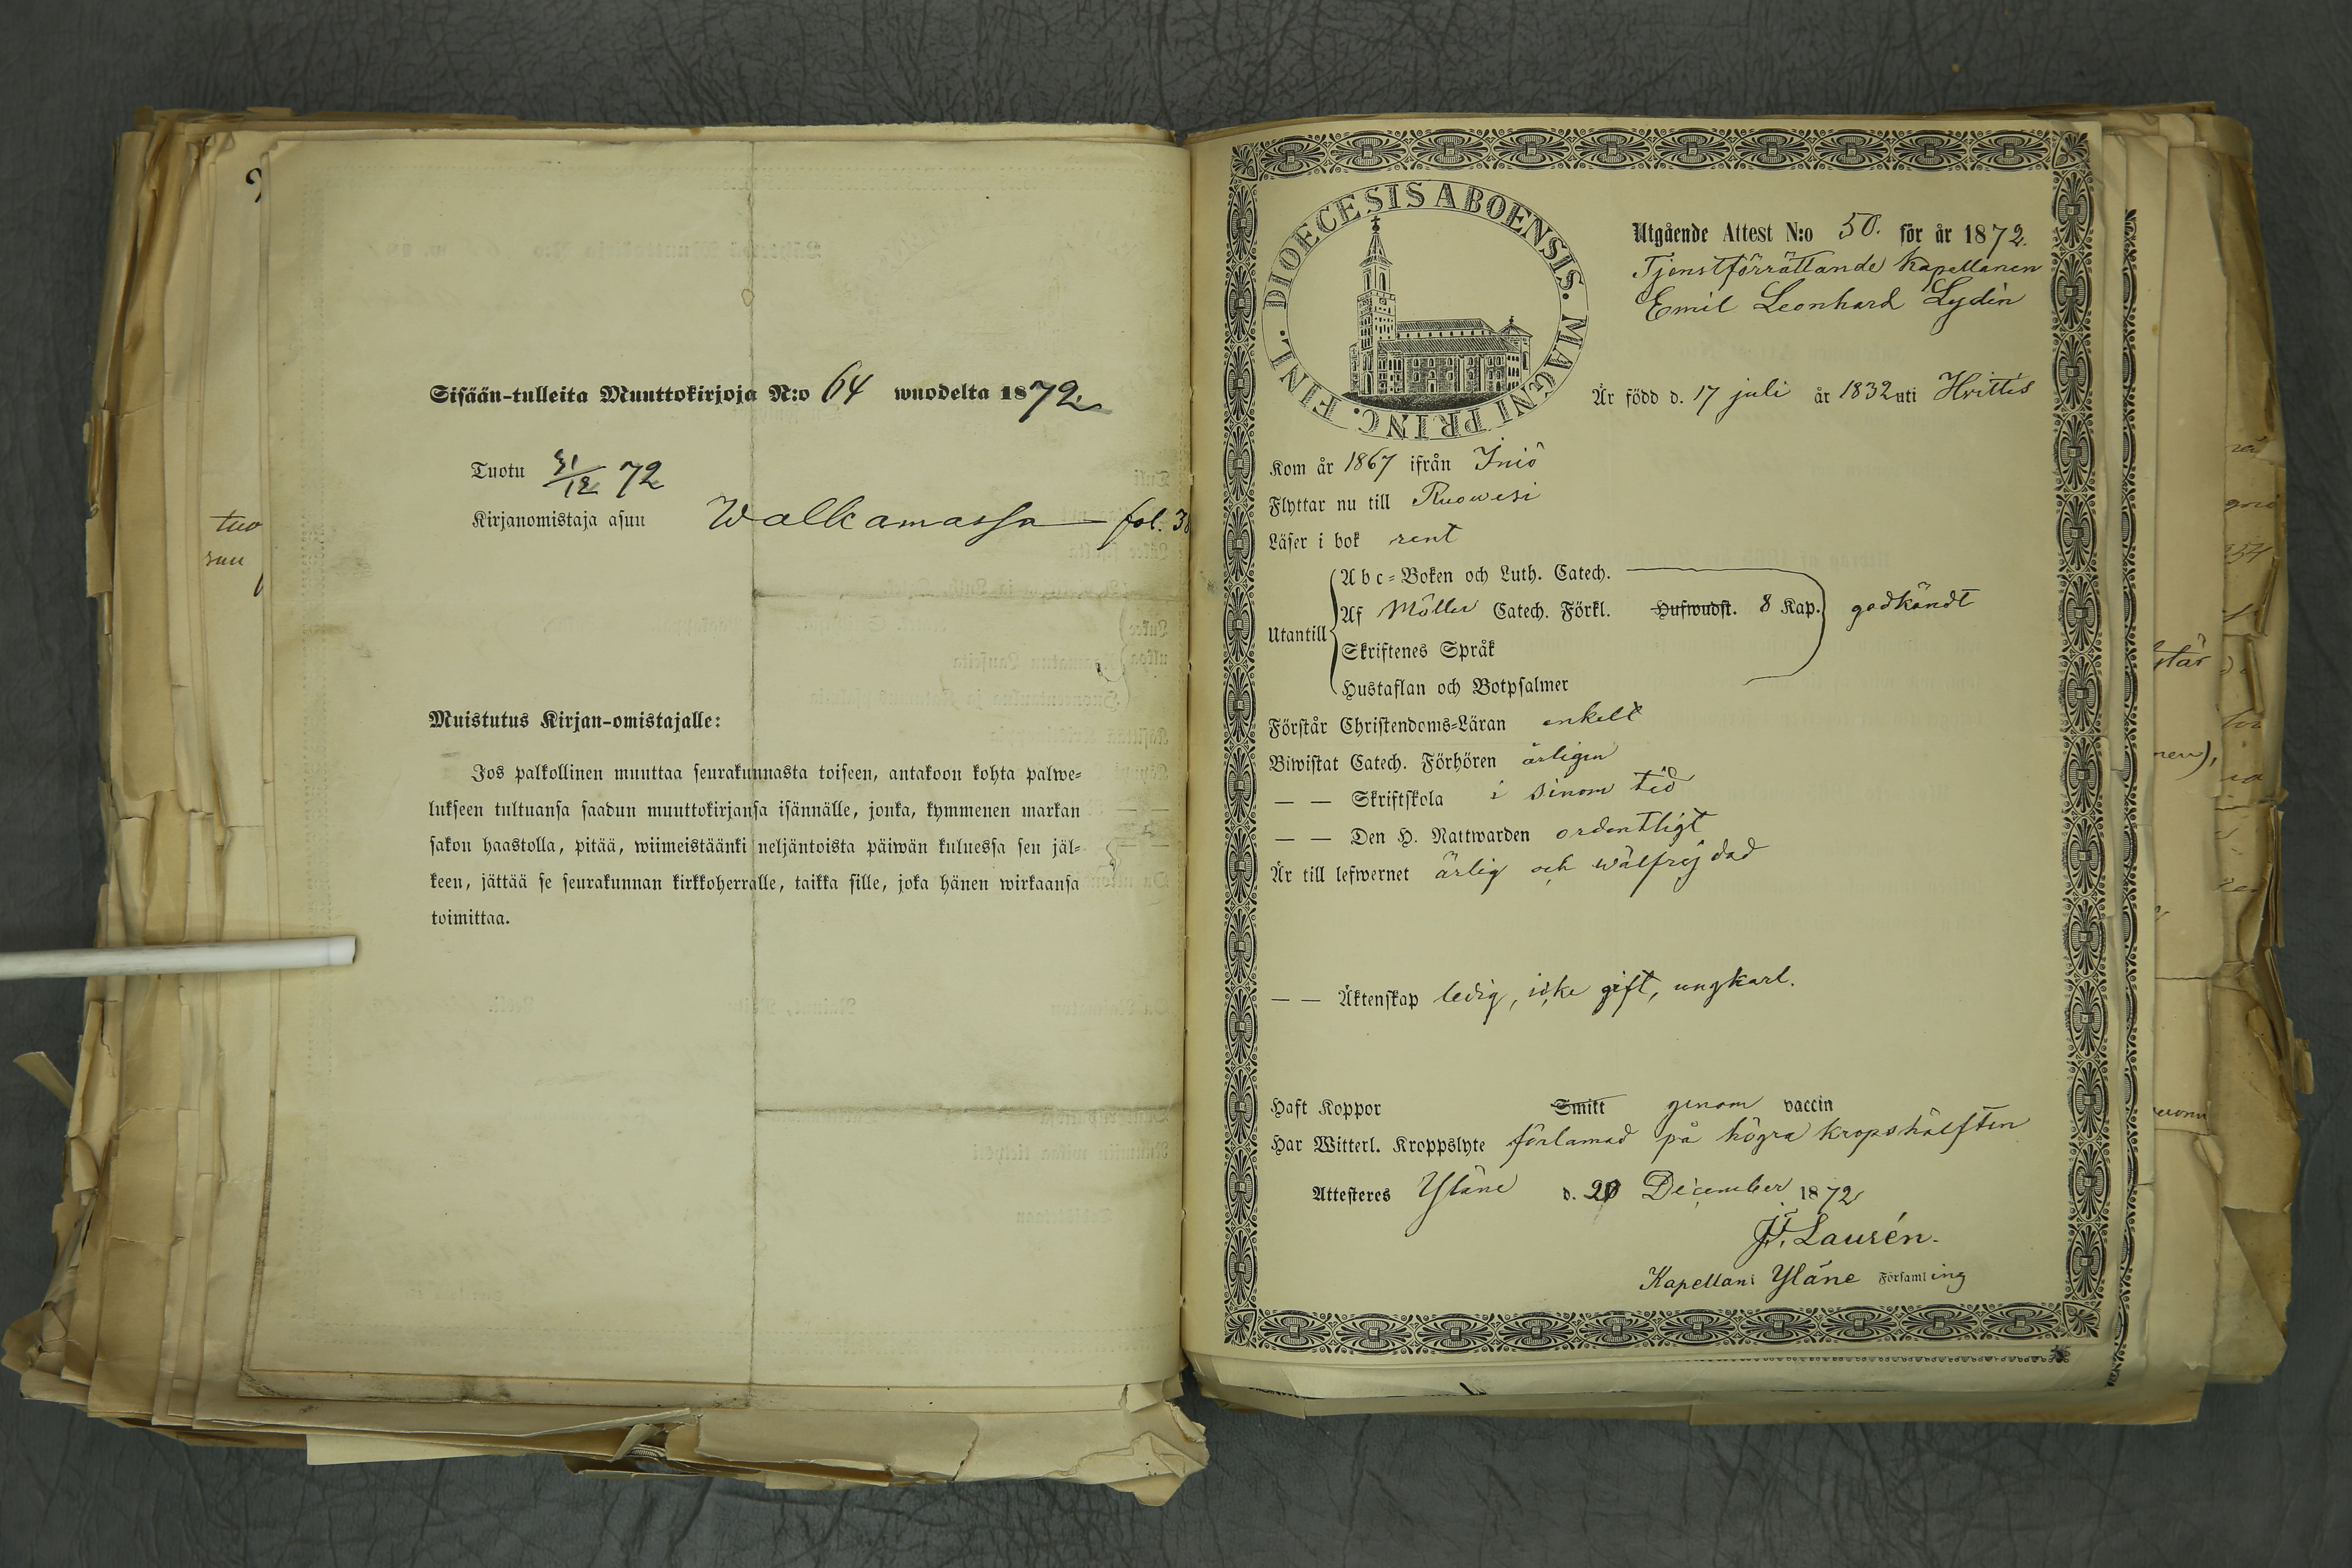 Sisään-tulleita Muuttokirjoja N:o 64 wuodelta 1872.
Tuotu 31/12 72
Kirjanomistaja asuu Walkamassa fol. 38
Muistutus Kirjan-omistajalle:
Jos palkollinen muuttaa seurakunnasta toiseen, antakoon kohta palwe-
lukseen tultuansa saadun muuttokirjansa isännälle, jonka, kymmenen markan
sakon haastolla, pitää, wiimeistäänki neljäntoista päiwän kuluessa sen jäl-
keen, jättää se seurakunnan kirkkoherralle, taikka sille, joka hänen wirkaansa
toimittaa.
DIOECESIS ABOENSIS. MAGNI PRINC. FINL.
Utgående Attest N:o 50. för år 1872.
Tjenstförrättande Kapellanen
Emil Leonhard Lydén
Är född d. 17 juli år 1832 uti Hvittis
Kom år 1867 ifrån Iniö
Flyttar nu till Ruowesi
Läser i bok rent
Utantill
Abc-Boken och Luth. Catech.
Af Möller Catech. Förkl. Hufwudst. 8 Kap. godkändt
Skriftenes Språk
Hustaflan och Botpsalmer
Förstår Christendoms-Läran enkelt
Biwistat Catech. Förhören årligen
— — Skriftskola i sinom tid
— — Den H. Nattwarden ordentligt
Är till lefwernet ärlig och wälfrejdad
— — Äktenskap ledig, icke gift, ungkarl.
Haft Koppor Smitt genom vaccin
Har Witterl. Kroppslyte förlamad på högra kropshälften
Attesteres Yläne d. 20 December 1872
J.F. Laurén.
Kapellan i Yläne Församling